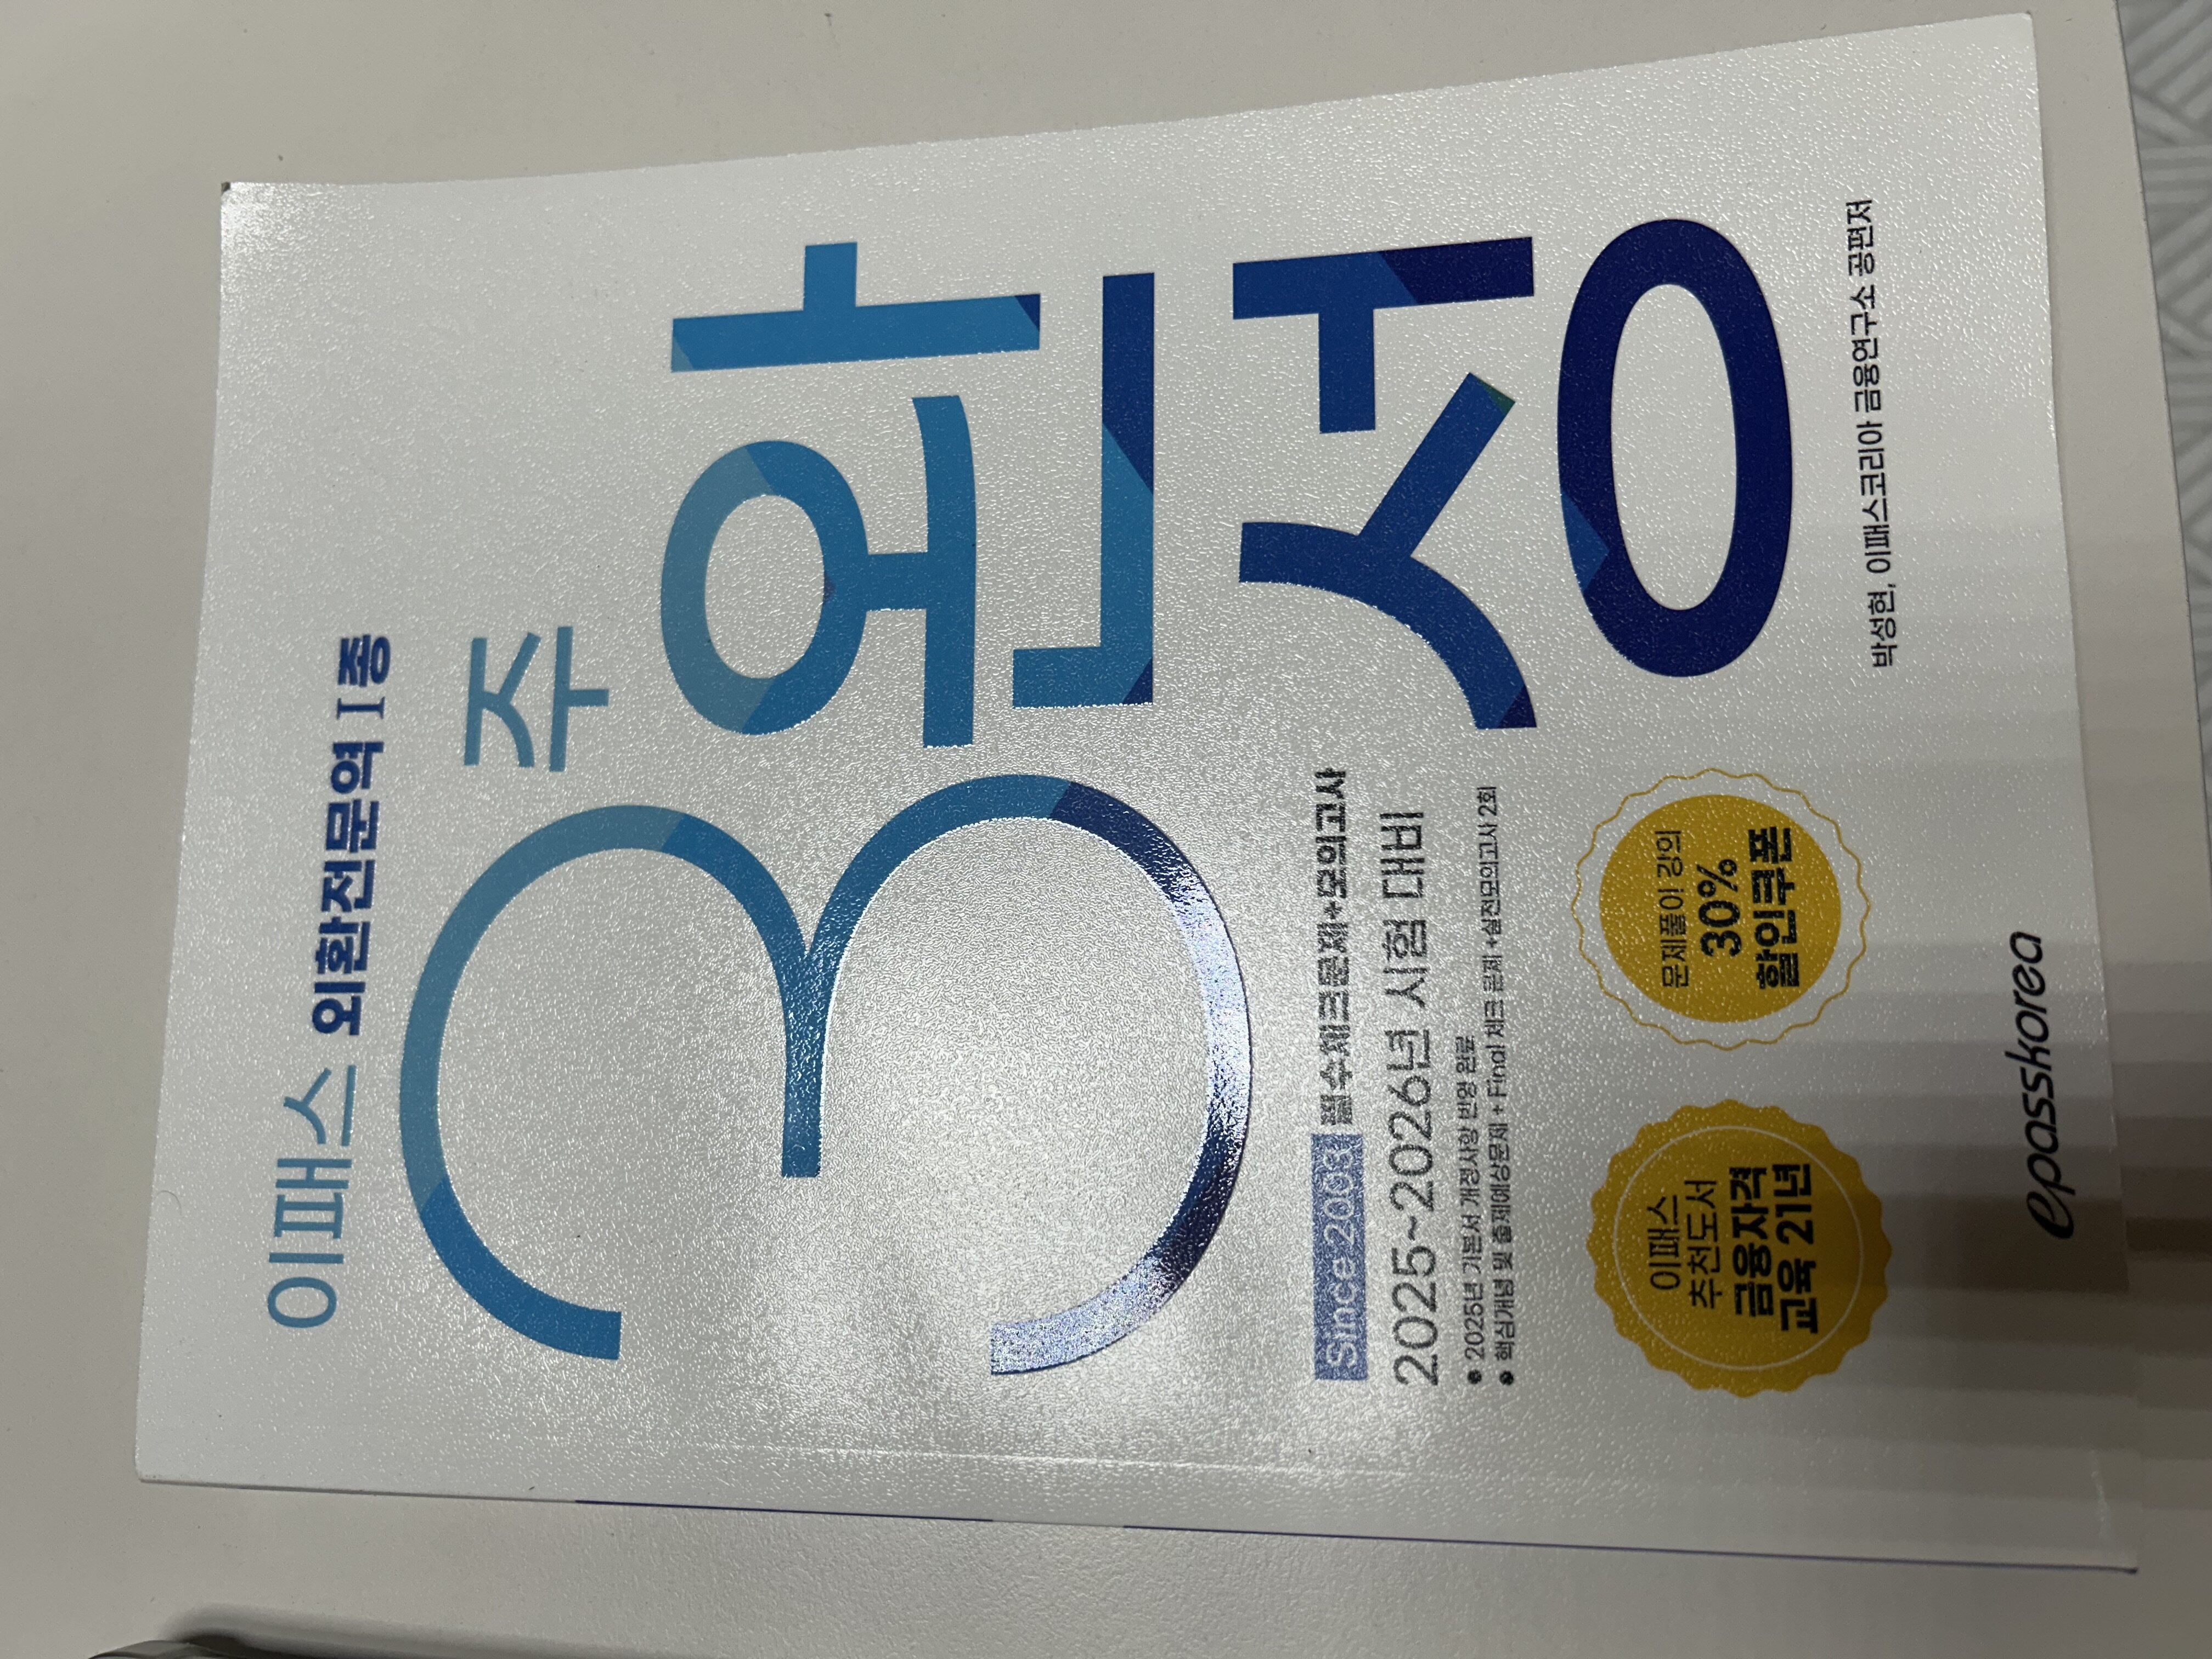 이패스 외환전문역 I 종
3주 완성
Since 2003 필수체크문제+모의고사
2025~2026년 시험 대비
• 2025년 기본서 개정사항 반영 완료
• 핵심개념 및 출제예상문제 + Final 체크 문제 +실전모의고사 2회
이패스
추천도서
금융자격
교육 21년
문제풀이 강의
30%
할인쿠폰
박성현, 이패스코리아 금융연구소 공편저
epasskorea